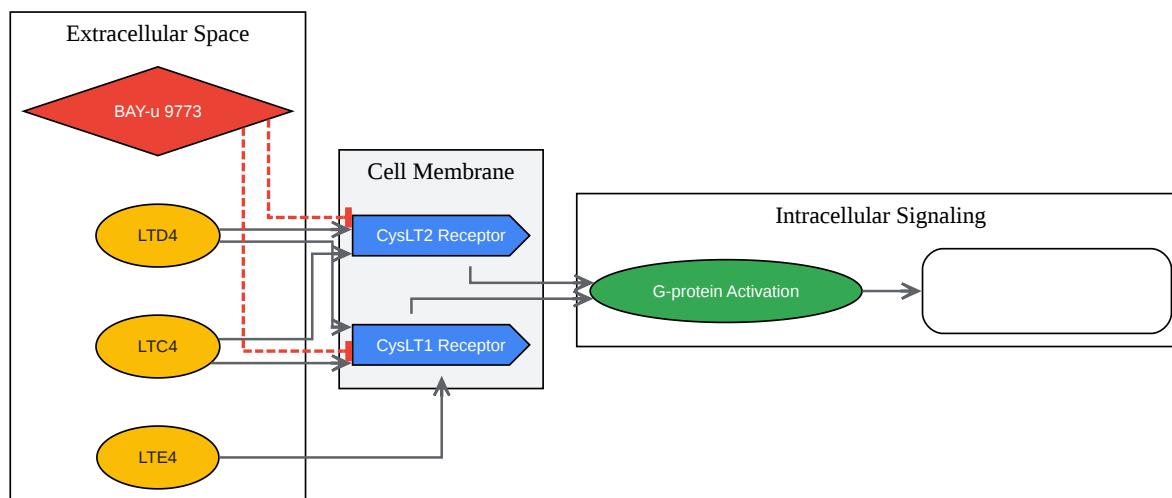 Extracellular Space
BAY-u 9773
LTD4
LTC4
LTE4
Cell Membrane
CysLT2 Receptor
CysLT1 Receptor
Intracellular Signaling
G-protein Activation